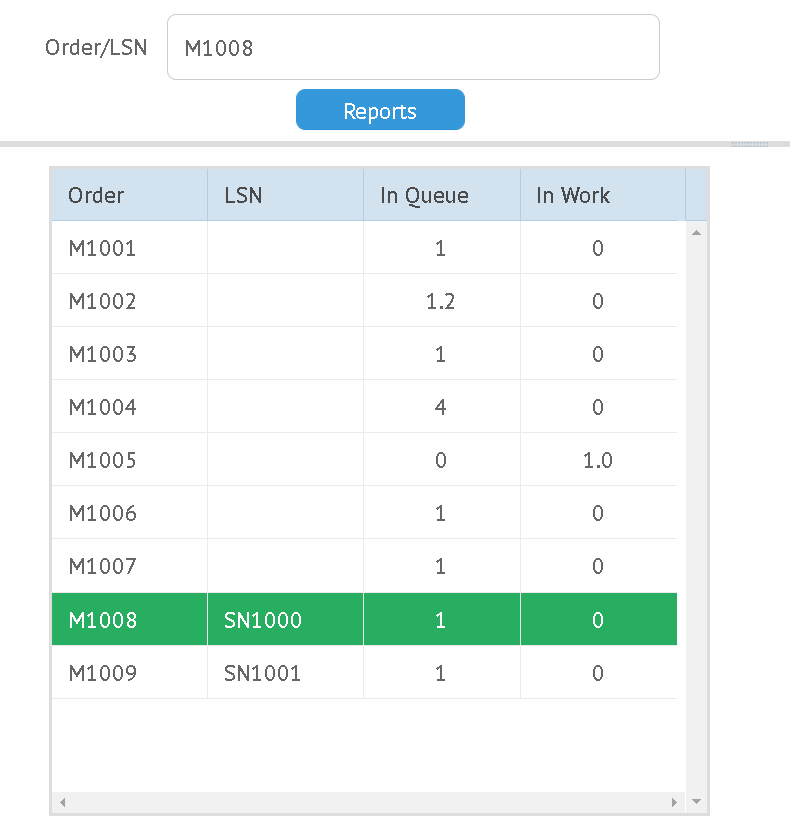 Order/LSN M1008
Reports
Order LSN In Queue In Work
M1001 1 0
M1002 1.2 0
M1003 1 0
M1004 4 0
M1005 0 1.0
M1006 1 0
M1007 1 0
M1008 SN1000 1 0
M1009 SN1001 1 0